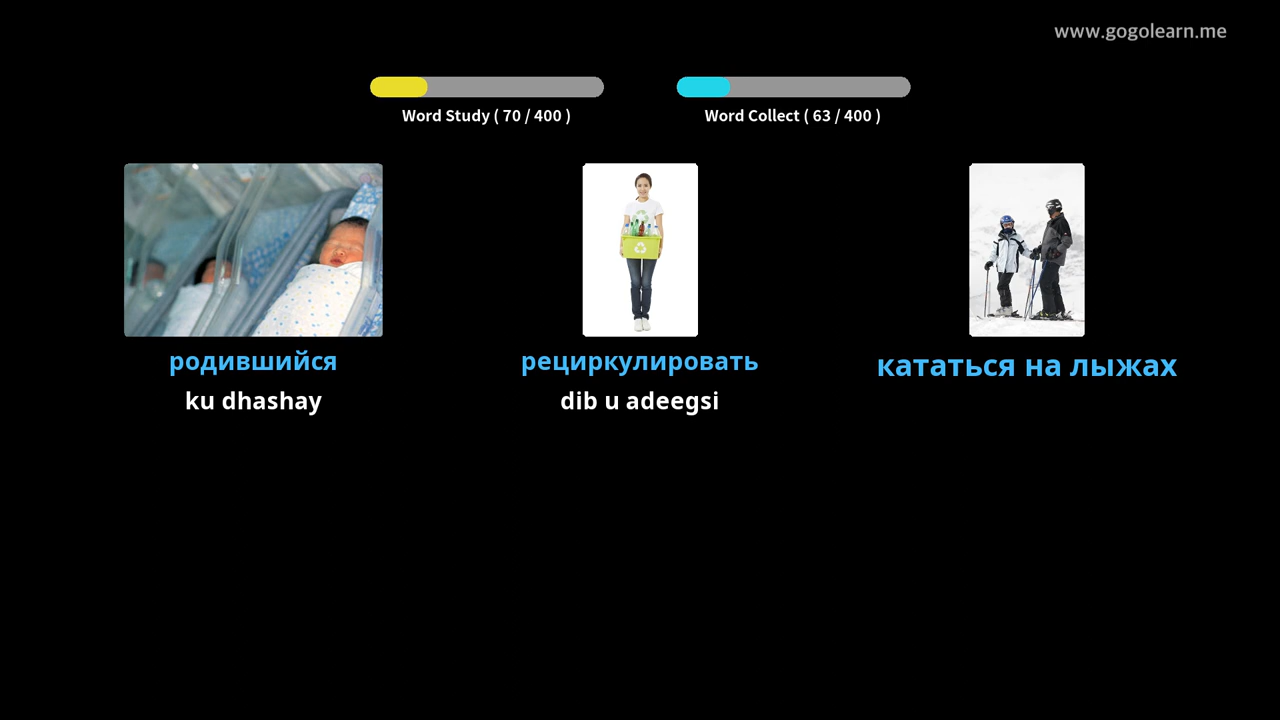 www.gogolearn.me
Word Study ( 70 / 400 )
Word Collect ( 63 / 400 )
родившийся
ku dhashay
рециркулировать
dib u adeegsi
кататься на лыжах